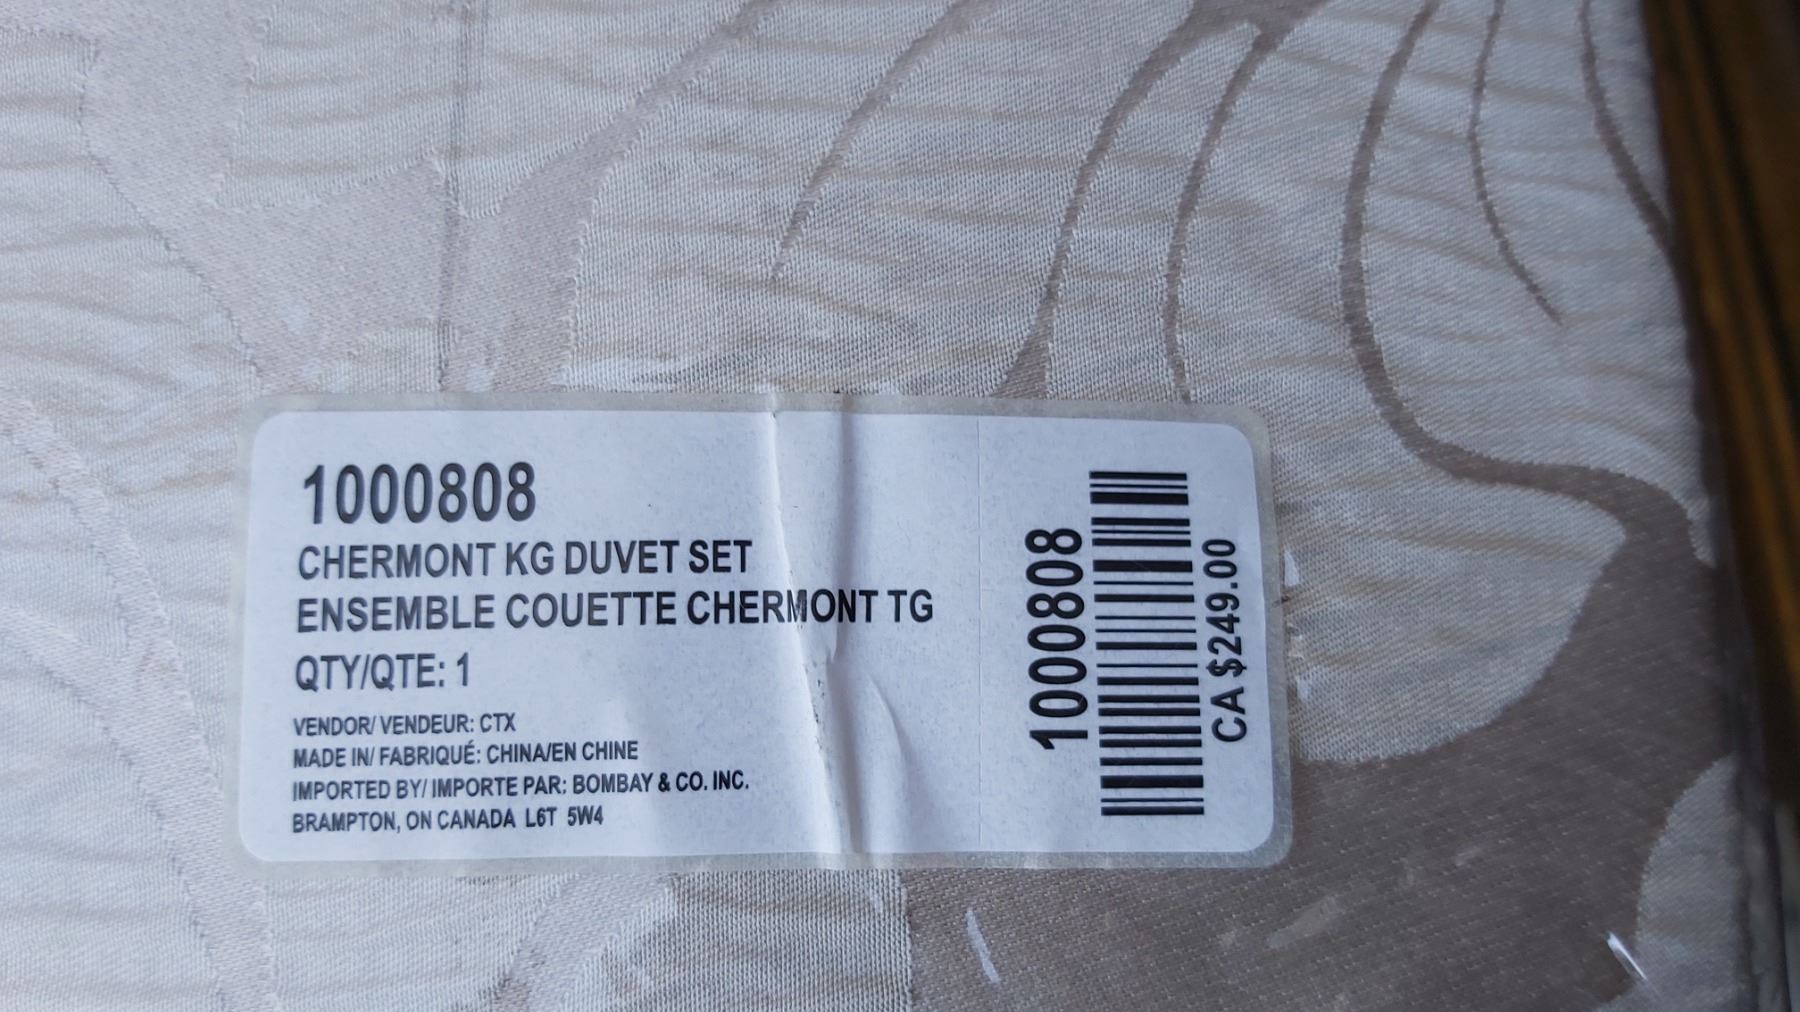 1000808
CHERMONT KG DUVET SET
ENSEMBLE COUETTE CHERMONT TG
QTY/QTE: 1
VENDOR/ VENDEUR: CTX
MADE IN/ FABRIQUÉ: CHINA/EN CHINE
IMPORTED BY/ IMPORTE PAR: BOMBAY & CO. INC.
BRAMPTON, ON CANADA L6T 5W4
1000808
CA $249.00